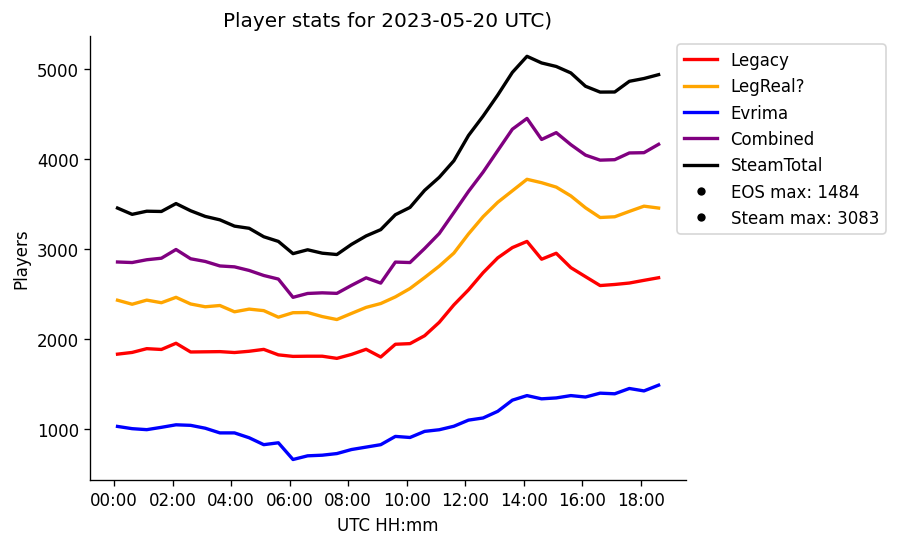 Player stats for 2023-05-20 UTC)
Legacy
LegReal?
Evrima
Combined
SteamTotal
EOS max: 1484
Steam max: 3083
Players
5000
4000
3000
2000
1000
00:00 02:00 04:00 06:00 08:00 10:00 12:00 14:00 16:00 18:00
UTC HH:mm